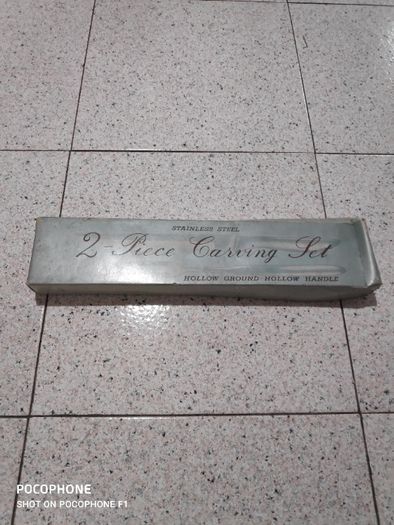 STAINLESS STEEL
2-Piece Carving Set
HOLLOW GROUND HOLLOW HANDLE
POCOPHONE
SHOT ON POCOPHONE F1